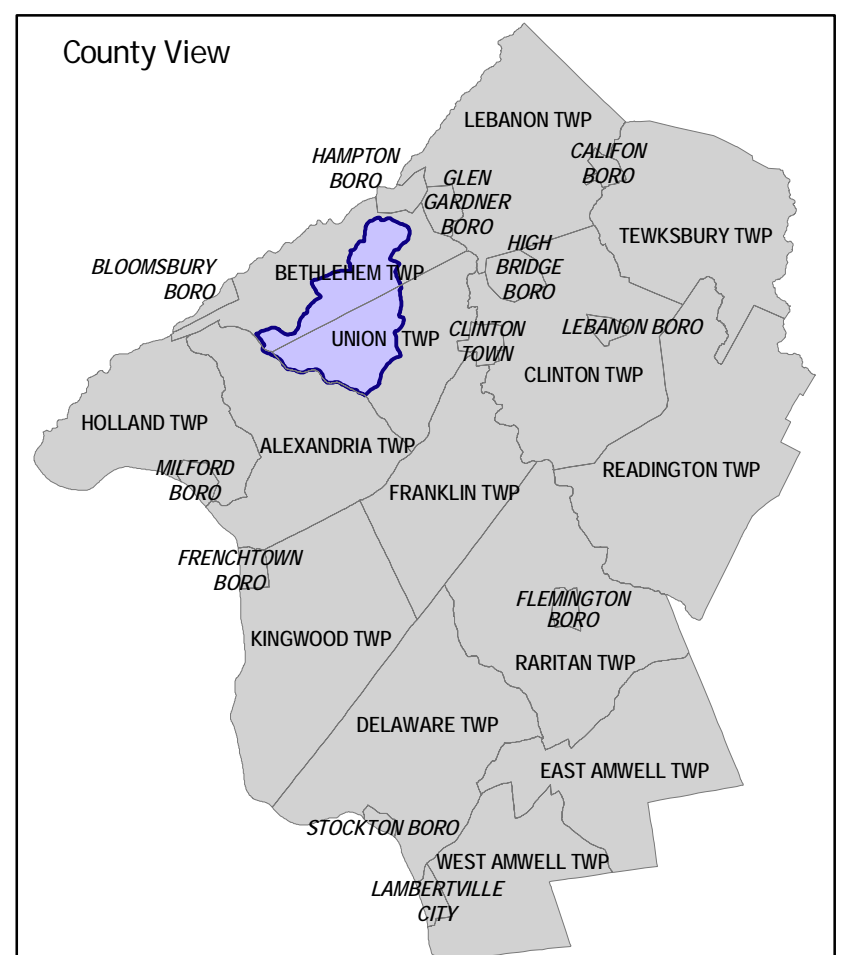 County View
LEBANON TWP
HAMPTON
BORO
CALIFON
BORO
GLEN
GARDNER
BORO
TEWKSBURY TWP
HIGH
BRIDGE
BORO
BLOOMSBURY
BORO
BETHLEHEM TWP
UNION TWP
CLINTON
TOWN
LEBANON BORO
CLINTON TWP
HOLLAND TWP
ALEXANDRIA TWP
MILFORD
BORO
READINGTON TWP
FRANKLIN TWP
FRENCHTOWN
BORO
FLEMINGTON
BORO
KINGWOOD TWP
RARITAN TWP
DELAWARE TWP
EAST AMWELL TWP
STOCKTON BORO
WEST AMWELL TWP
LAMBERTVILLE
CITY